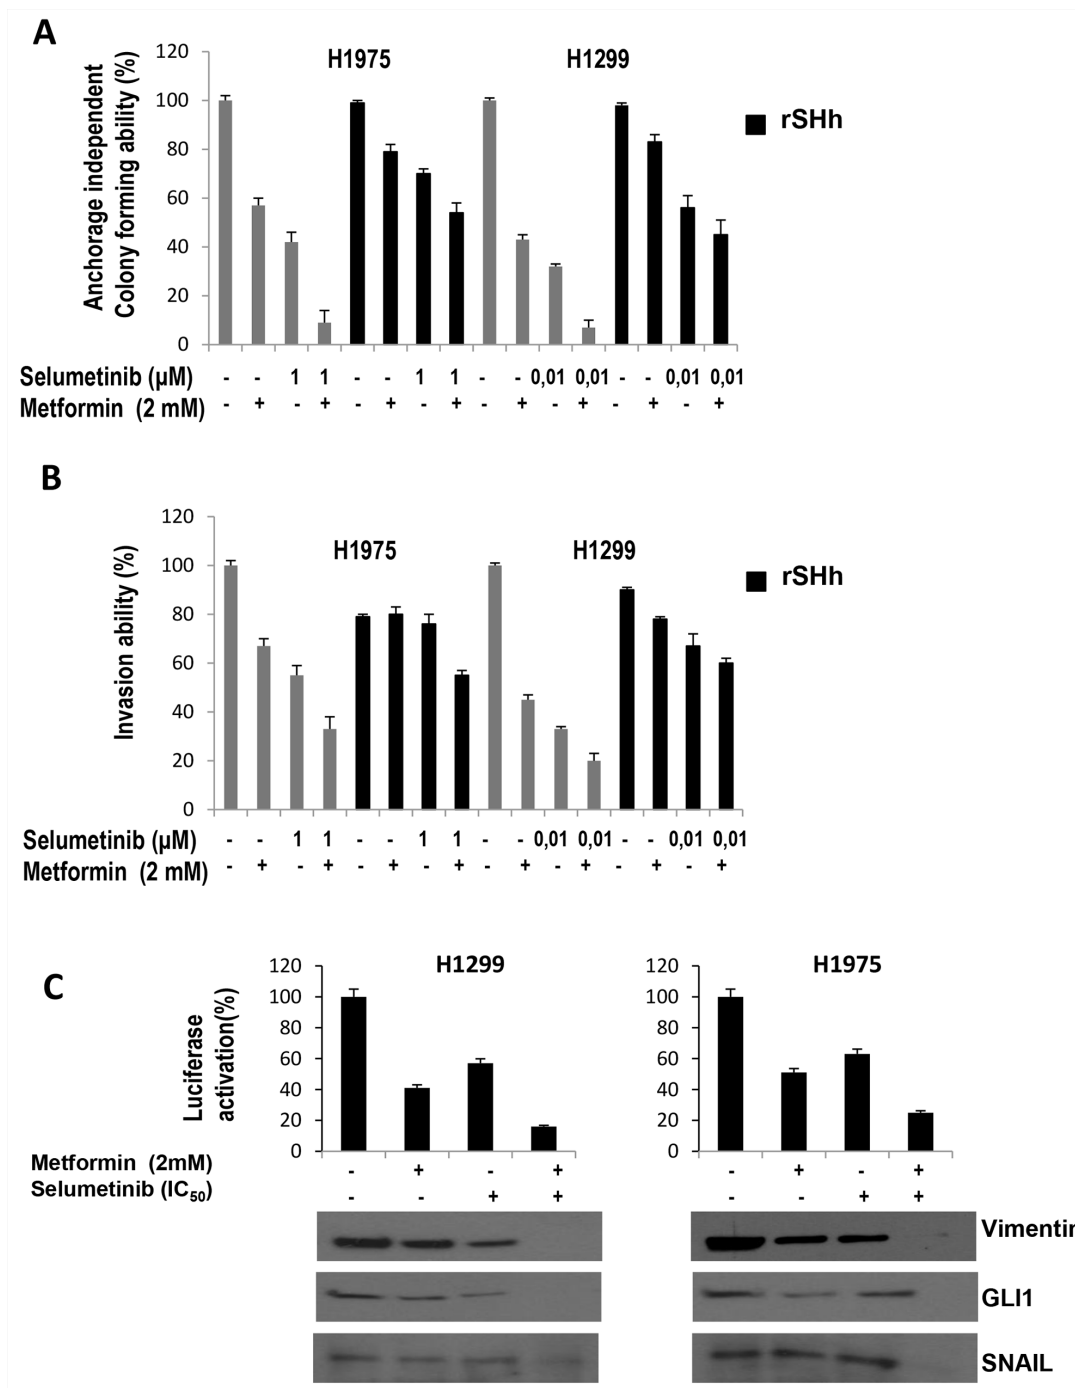 A
H1975
H1299
rSHh
Anchorage independent
Colony forming ability (%)
120
100
80
60
40
20
0
Selumetinib (µM) - - 1 1 - - 1 1 - - 0,01 0,01 - - 0,01 0,01
Metformin (2 mM) - + - + - + - + - + - + - + - +
B
H1975
H1299
rSHh
Invasion ability (%)
120
100
80
60
40
20
0
Selumetinib (µM) - - 1 1 - - 1 1 - - 0,01 0,01 - - 0,01 0,01
Metformin (2 mM) - + - + - + - + - + - + - + - +
C
H1299
H1975
Luciferase
activation(%)
120
100
80
60
40
20
0
120
100
80
60
40
20
0
Metformin (2mM) - + - + - + - +
Selumetinib (IC50) - - + + - - + +
Vimentin
GLI1
SNAIL